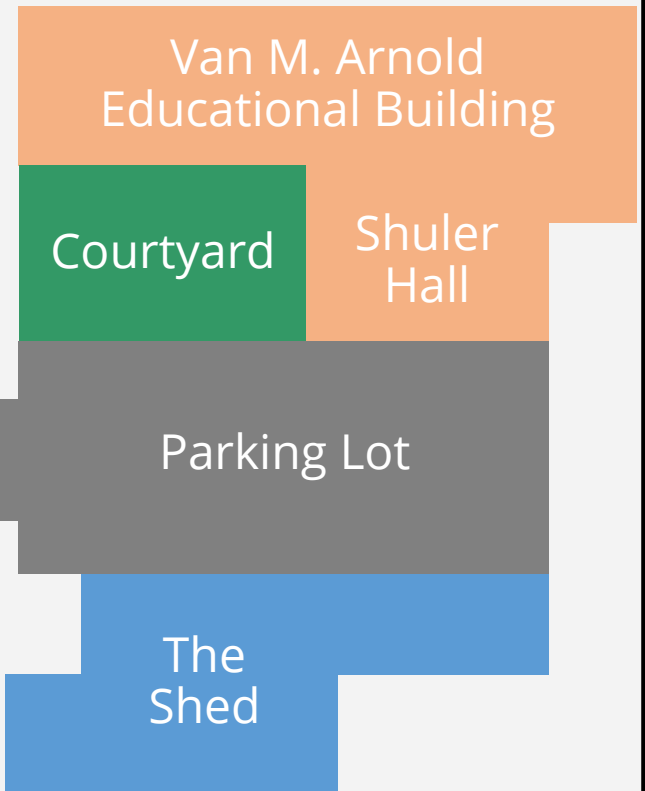 Van M. Arnold
Educational Building
Courtyard
Shuler
Hall
Parking Lot
The
Shed